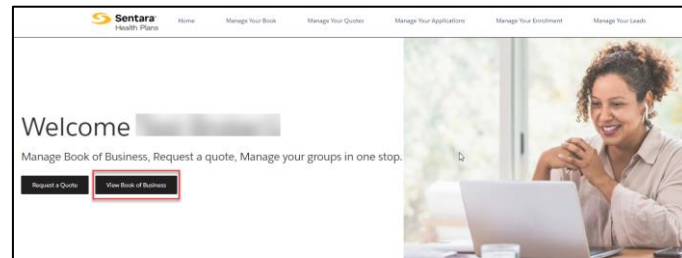 Sentara
Health Plans
Home
Manage Your Book
Manage Your Quotes
Manage Your Applications
Manage Your Enrollment
Manage Your Leads
Welcome
Manage Book of Business, Request a quote, Manage your groups in one stop.
Request a Quote
View Book of Business